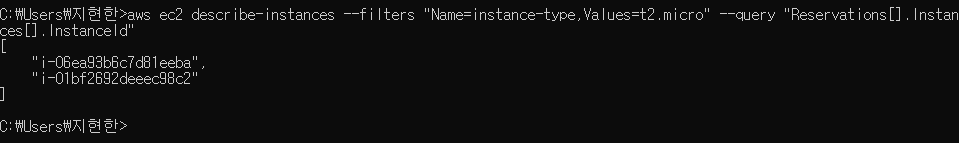 C:₩Users₩지현한>aws ec2 describe-instances --filters "Name=instance-type,Values=t2.micro" --query "Reservations[].Instan
ces[].InstanceId"
[
    "i-06ea93b6c7d81eeba",
    "i-01bf2692deeec98c2"
]
C:₩Users₩지현한>